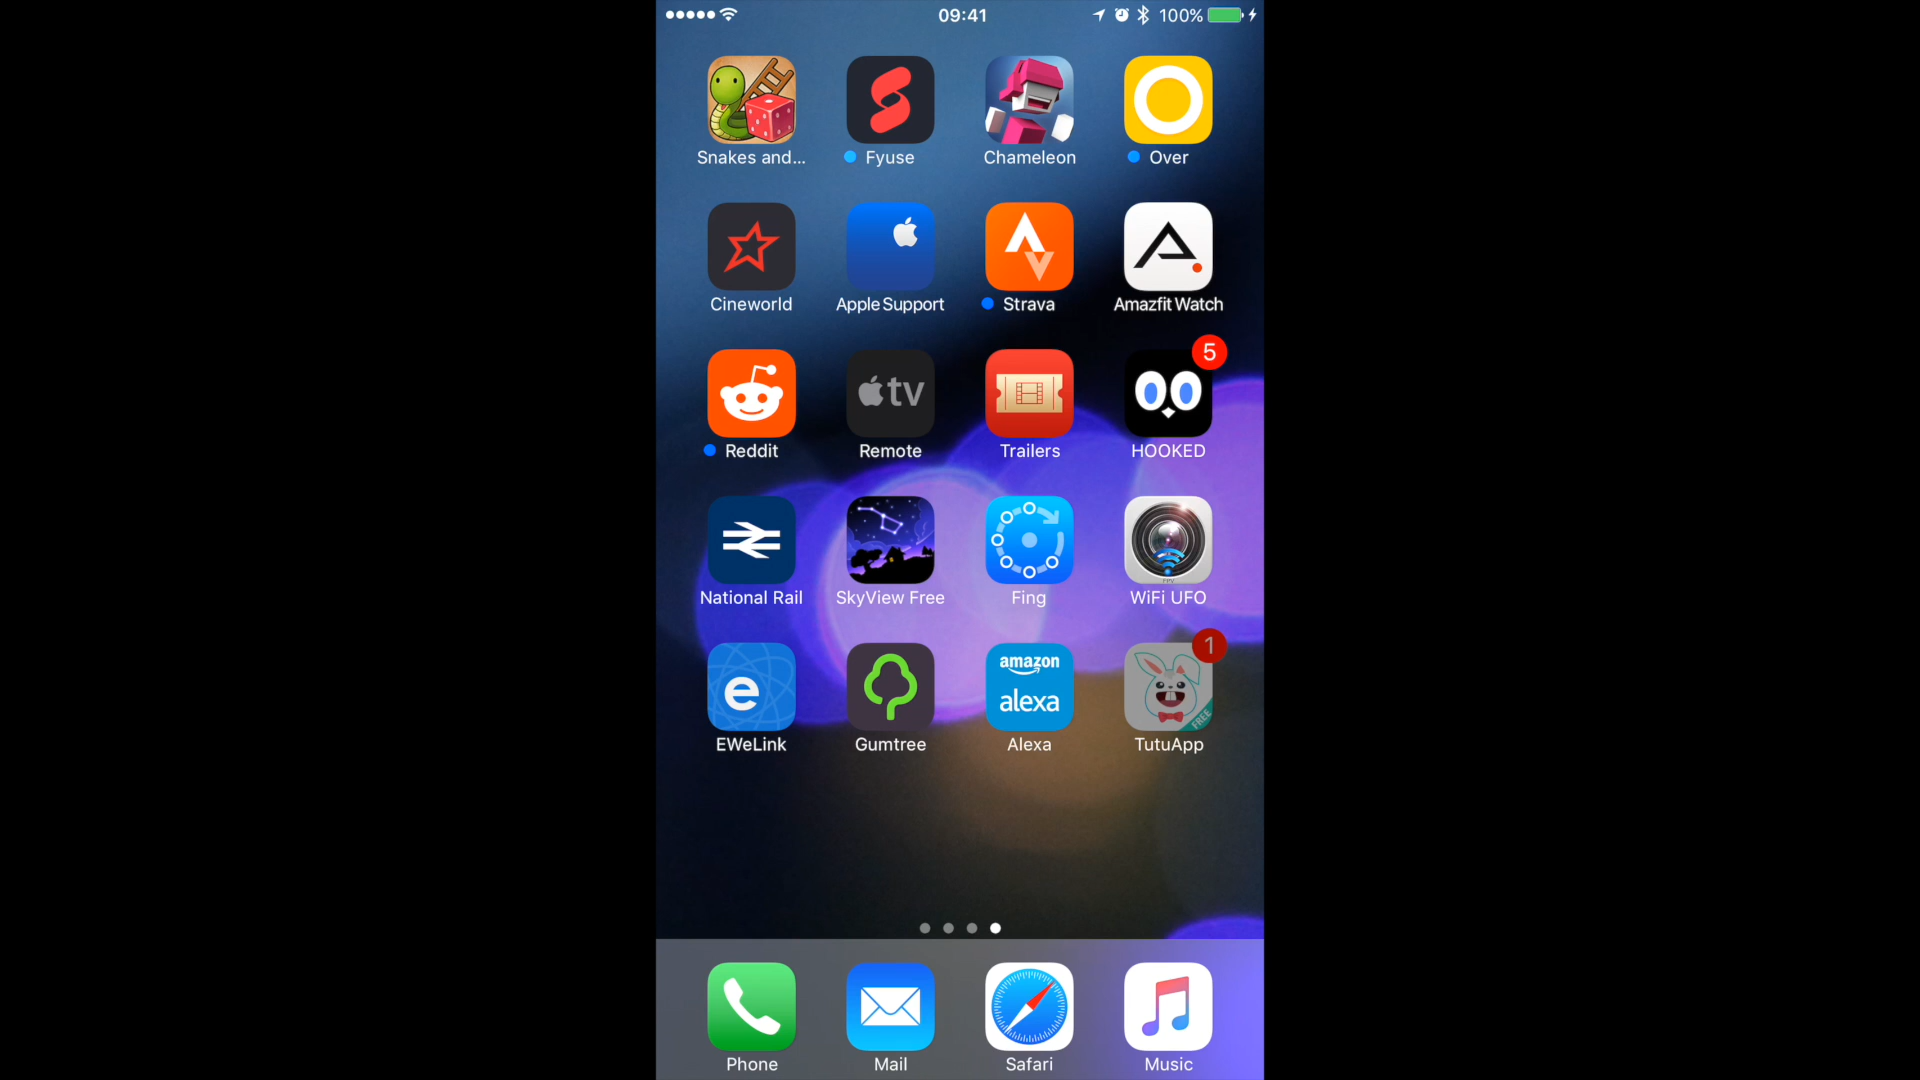 09:41 100%
Snakes and... Fyuse Chameleon Over
Cineworld Apple Support Strava Amazfit Watch
5
tv
Reddit Remote Trailers HOOKED
FPV
National Rail SkyView Free Fing WiFi UFO
1
e amazon alexa FREE
EWeLink Gumtree Alexa TutuApp
Phone Mail Safari Music